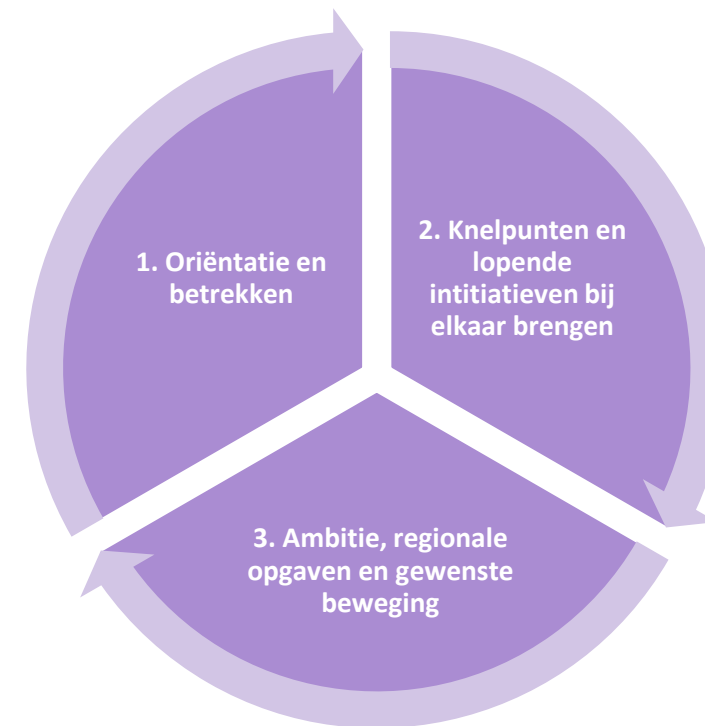 1. Oriëntatie en
betrekken
2. Knelpunten en
lopende
intitiatieven bij
elkaar brengen
3. Ambitie, regionale
opgaven en gewenste
beweging